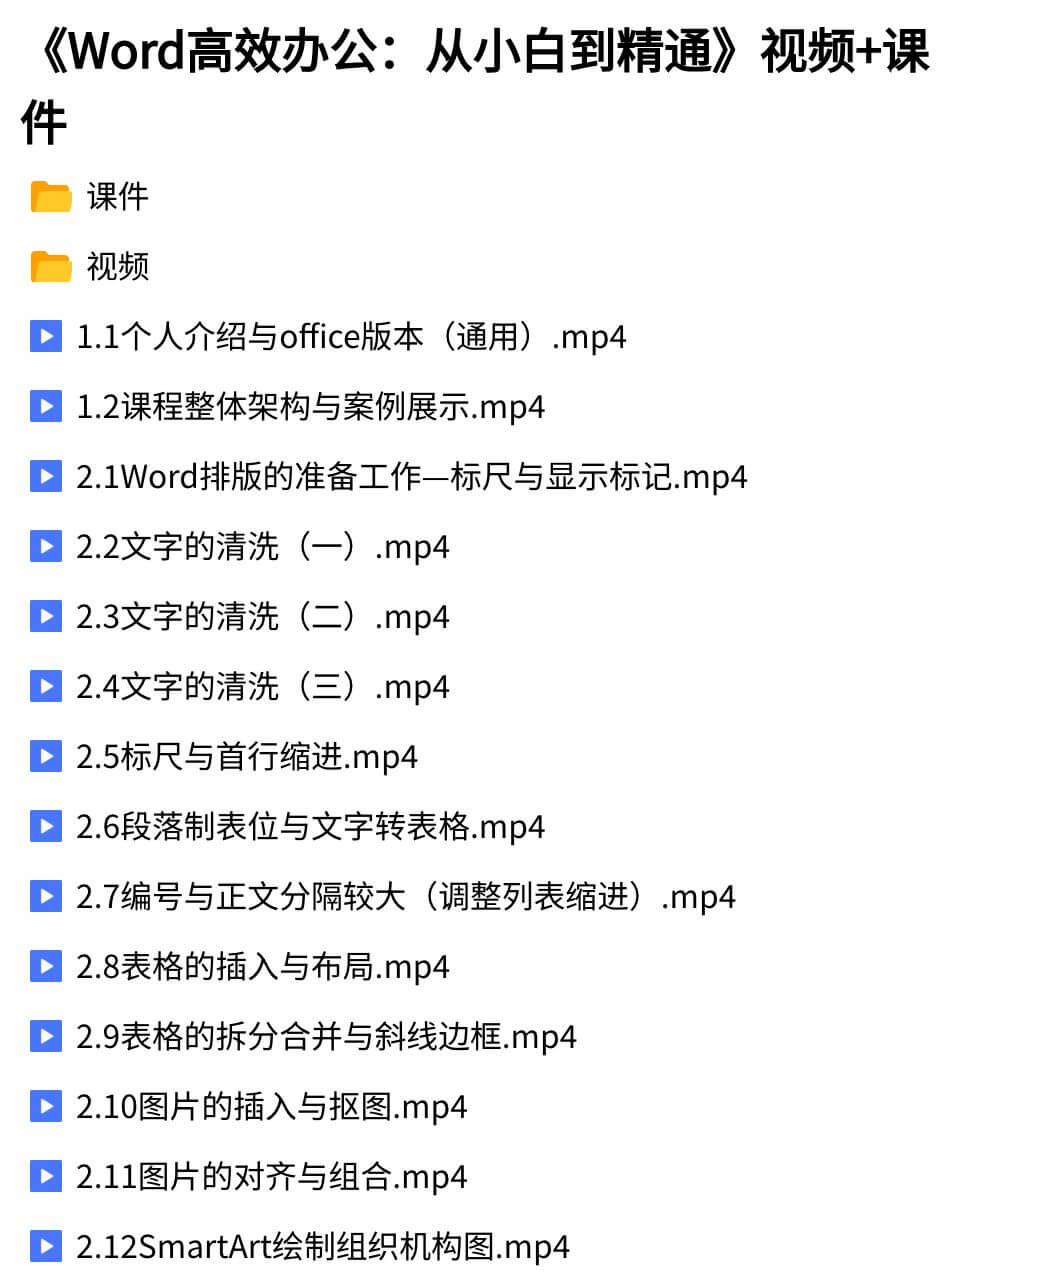 《Word高效办公：从小白到精通》视频+课
件
课件
视频
1.1个人介绍与office版本（通用）.mp4
1.2课程整体架构与案例展示.mp4
2.1Word排版的准备工作—标尺与显示标记.mp4
2.2文字的清洗（一）.mp4
2.3文字的清洗（二）.mp4
2.4文字的清洗（三）.mp4
2.5标尺与首行缩进.mp4
2.6段落制表位与文字转表格.mp4
2.7编号与正文分隔较大（调整列表缩进）.mp4
2.8表格的插入与布局.mp4
2.9表格的拆分合并与斜线边框.mp4
2.10图片的插入与抠图.mp4
2.11图片的对齐与组合.mp4
2.12SmartArt绘制组织机构图.mp4